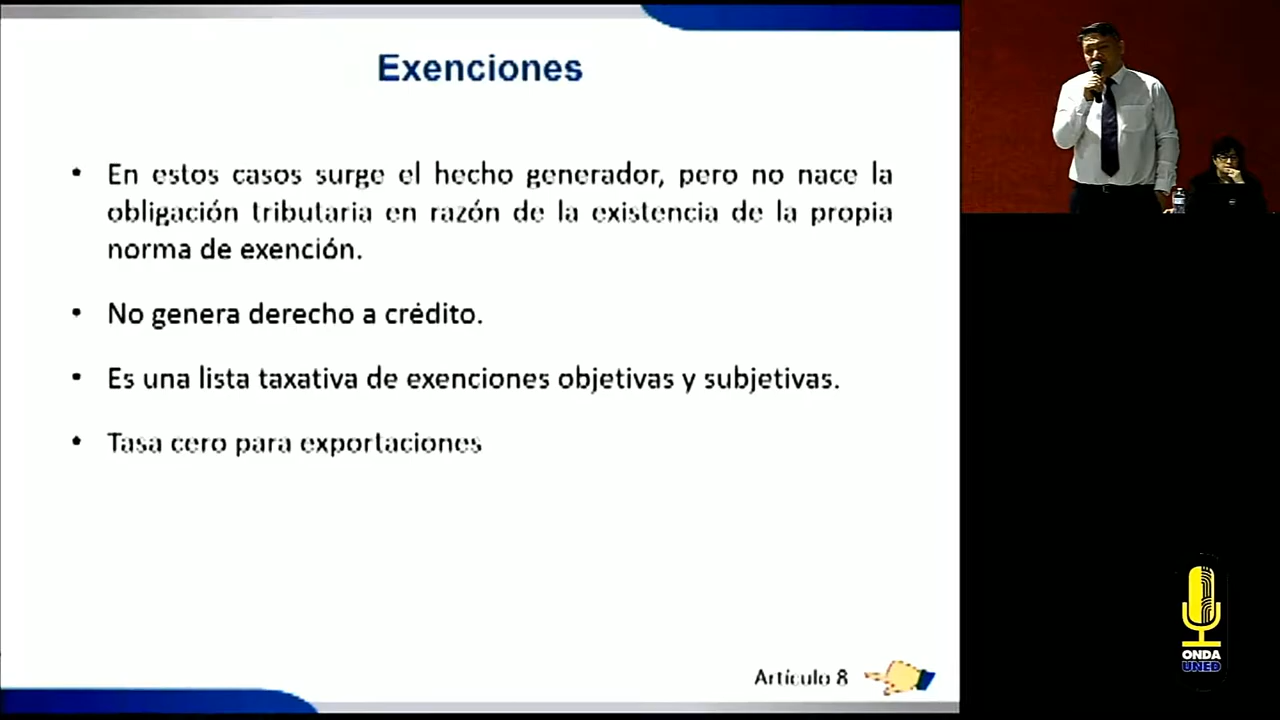 Exenciones
• En estos casos surge el hecho generador, pero no nace la
obligación tributaria en razón de la existencia de la propia
norma de exención.
• No genera derecho a crédito.
• Es una lista taxativa de exenciones objetivas y subjetivas.
• Tasa cero para exportaciones
Artículo 8
ONDA
UNED